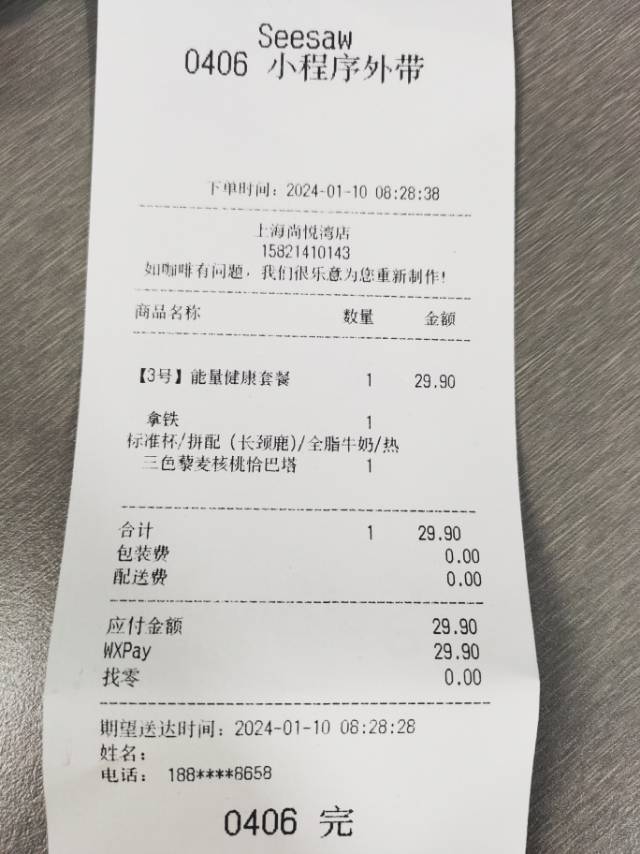 Seesaw
0406 小程序外带
下单时间：2024-01-10 08:28:38
上海尚悦湾店
15821410143
如咖啡有问题，我们很乐意为您重新制作！
商品名称 数量 金额
【3号】能量健康套餐 1 29.90
拿铁 1
标准杯/拼配（长颈鹿）/全脂牛奶/热
三色藜麦核桃恰巴塔 1
合计 1 29.90
包装费 0.00
配送费 0.00
应付金额 29.90
WXPay 29.90
找零 0.00
期望送达时间：2024-01-10 08:28:28
姓名：
电话： 188****8658
0406 完